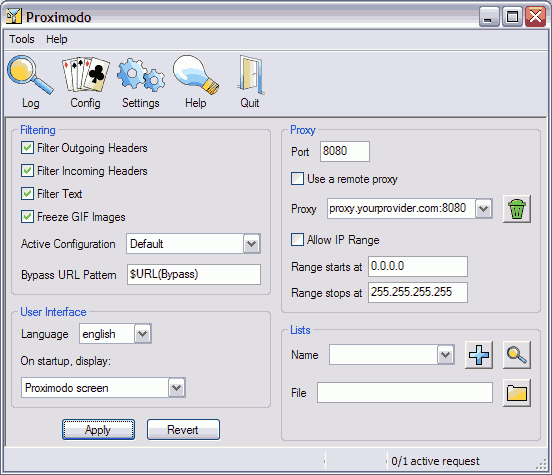 Proximodo
Tools Help
Log Config Settings Help Quit
Filtering
Filter Outgoing Headers
Filter Incoming Headers
Filter Text
Freeze GIF Images
Active Configuration Default
Bypass URL Pattern $URL(Bypass)
User Interface
Language english
On startup, display:
Proximodo screen
Apply Revert
Proxy
Port 8080
Use a remote proxy
Proxy proxy.yourprovider.com:8080
Allow IP Range
Range starts at 0.0.0.0
Range stops at 255.255.255.255
Lists
Name
File
0/1 active request